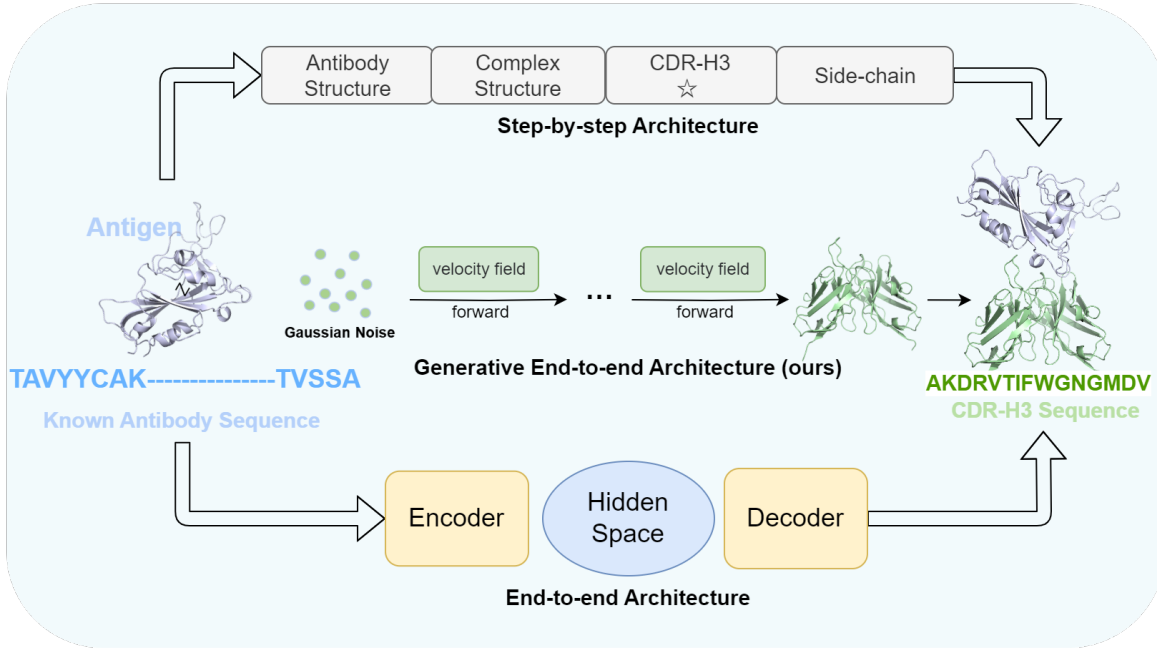 Antibody
Structure
Complex
Structure
CDR-H3
☆
Side-chain
Step-by-step Architecture
Antigen
Gaussian Noise
velocity field
forward
...
velocity field
forward
Generative End-to-end Architecture (ours)
TAVYYCAK---------------TVSSA
Known Antibody Sequence
AKDRVTIFWGNGMDV
CDR-H3 Sequence
Encoder
Hidden
Space
Decoder
End-to-end Architecture